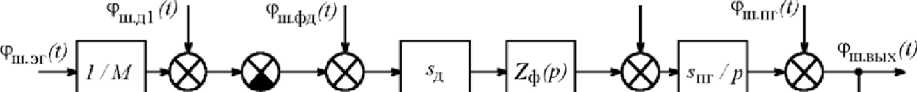 φш.д1(t)
φш.фд(t)
φш.пг(t)
φш.эг(t)
φш.вых(t)
1/M
sд
Zф(p)
sпг/p